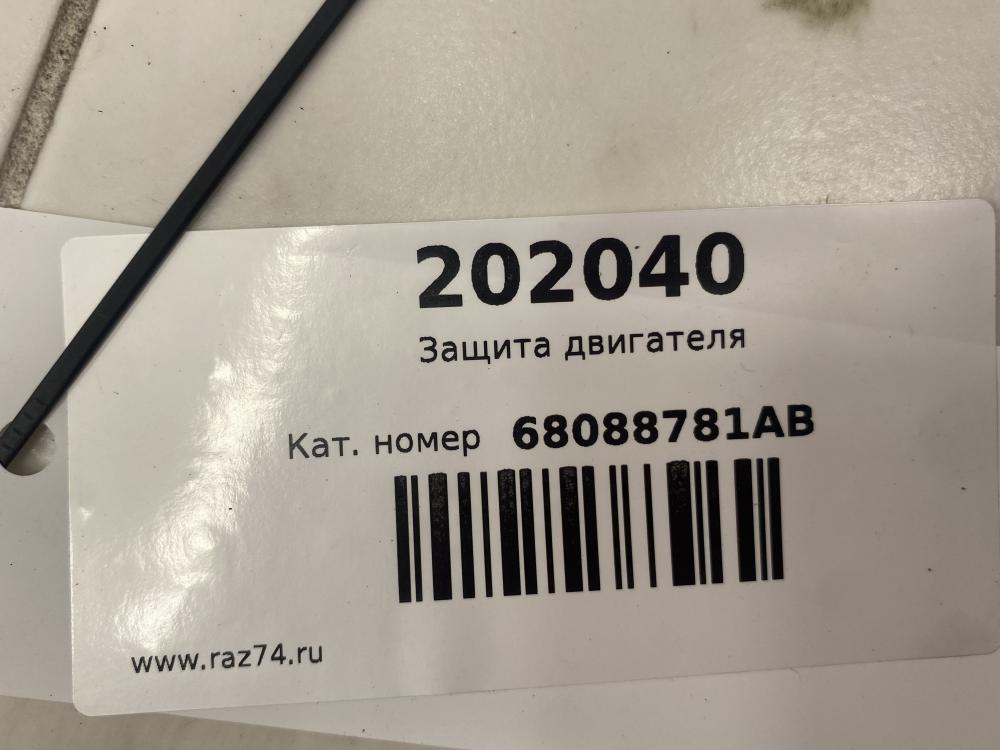 202040
Защита двигателя
Кат. номер 68088781AB
www.raz74.ru